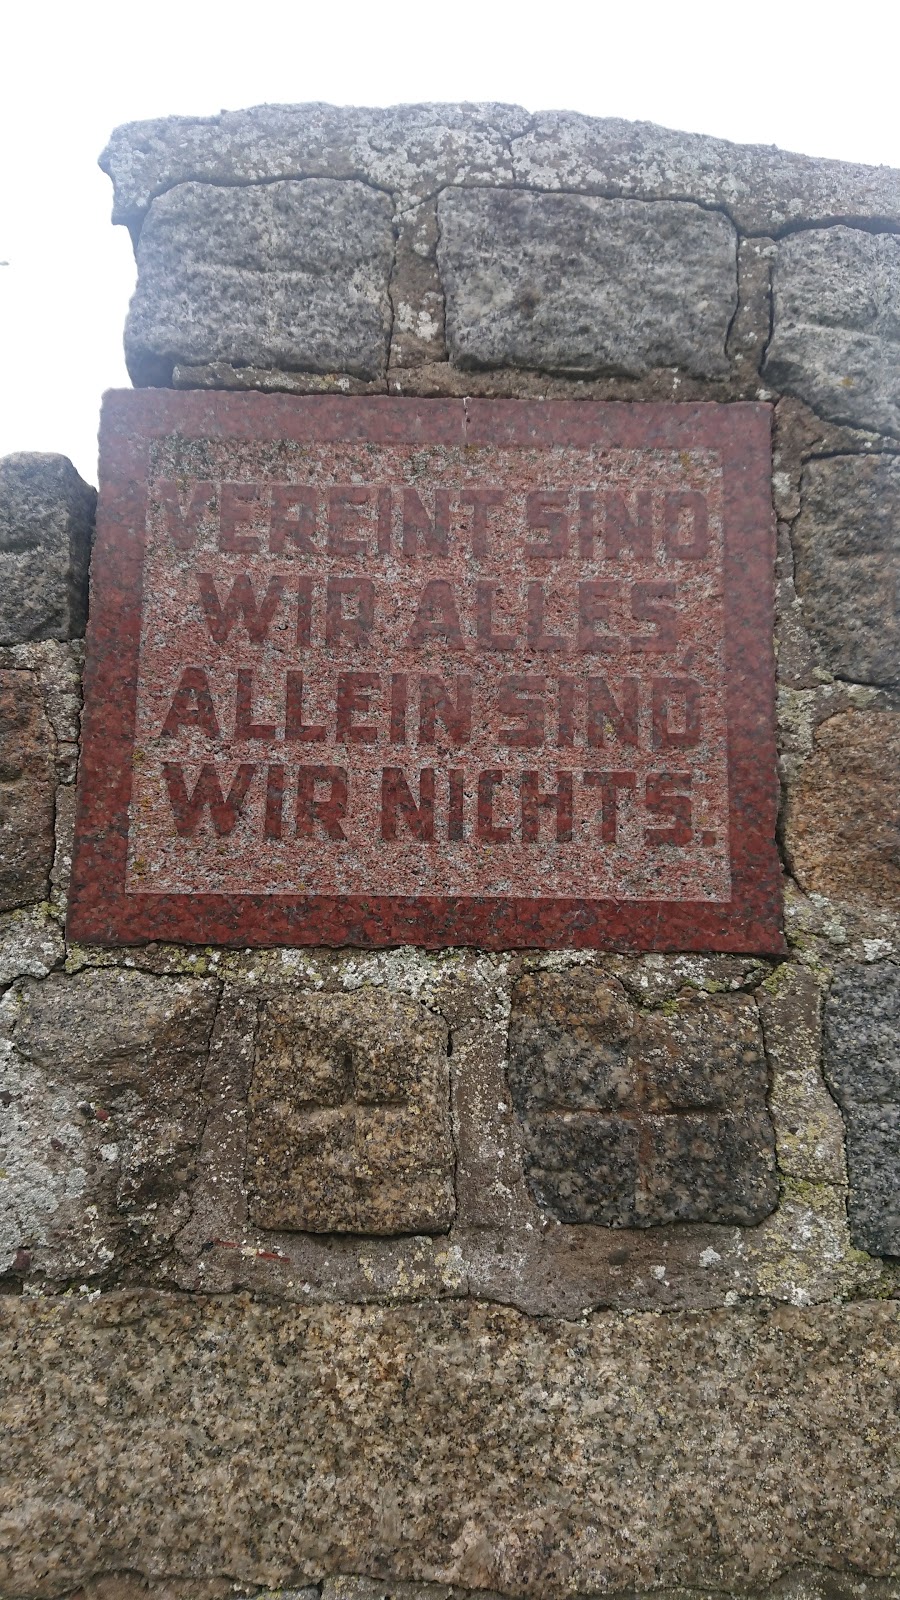 VEREINT SIND
WIR ALLES,
ALLEIN SIND
WIR NICHTS.